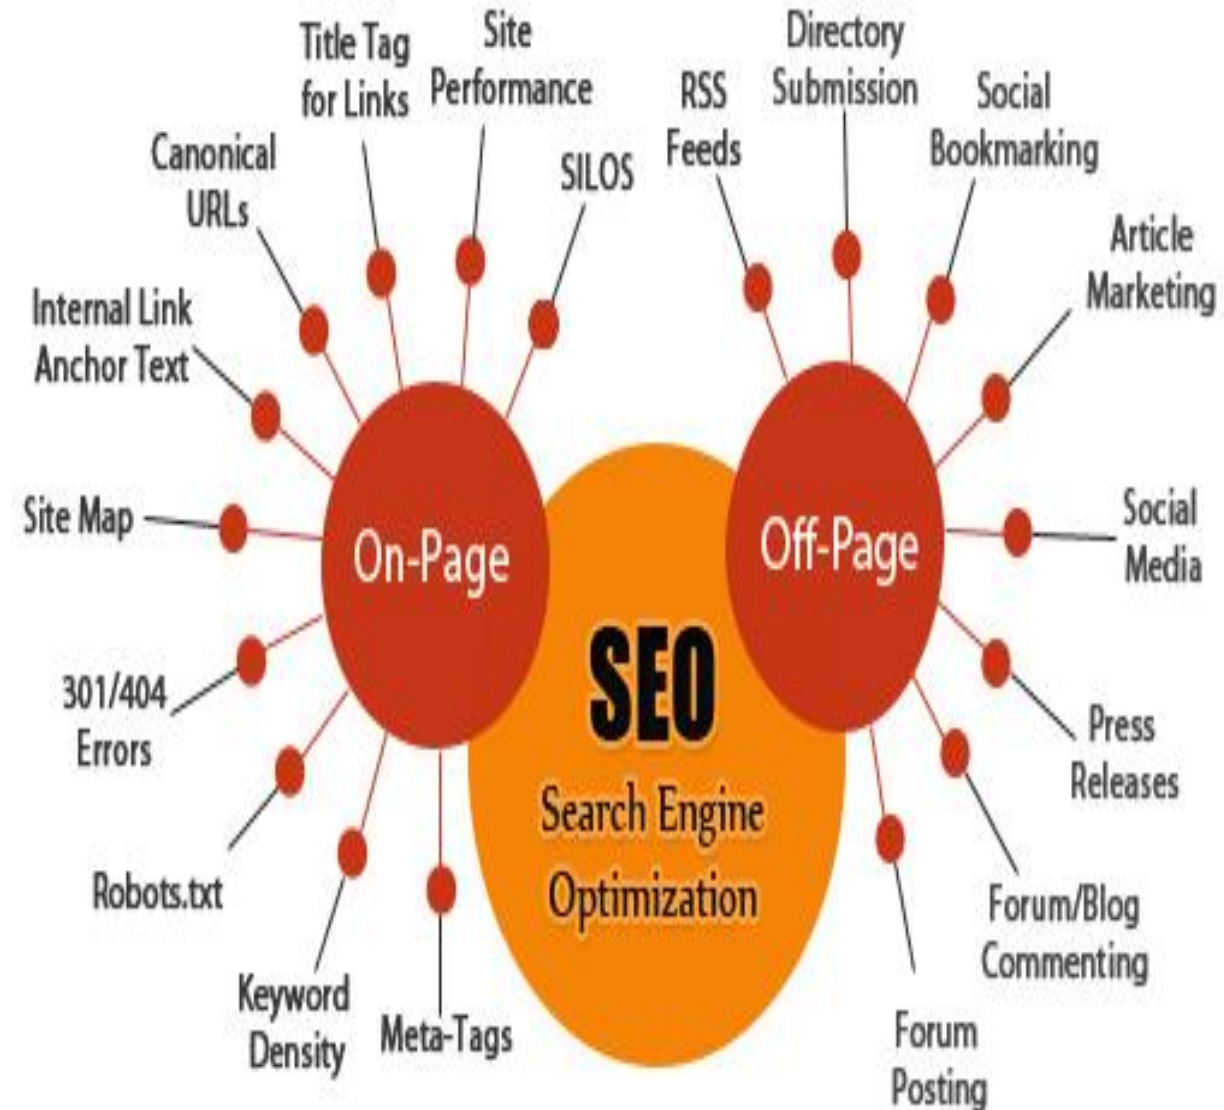 Title Tag
for Links
Site
Performance
SILOS
Canonical
URLs
Internal Link
Anchor Text
Site Map
301/404
Errors
Robots.txt
Keyword
Density
Meta-Tags
On-Page
SEO
Search Engine
Optimization
Off-Page
RSS
Feeds
Directory
Submission
Social
Bookmarking
Article
Marketing
Social
Media
Press
Releases
Forum/Blog
Commenting
Forum
Posting